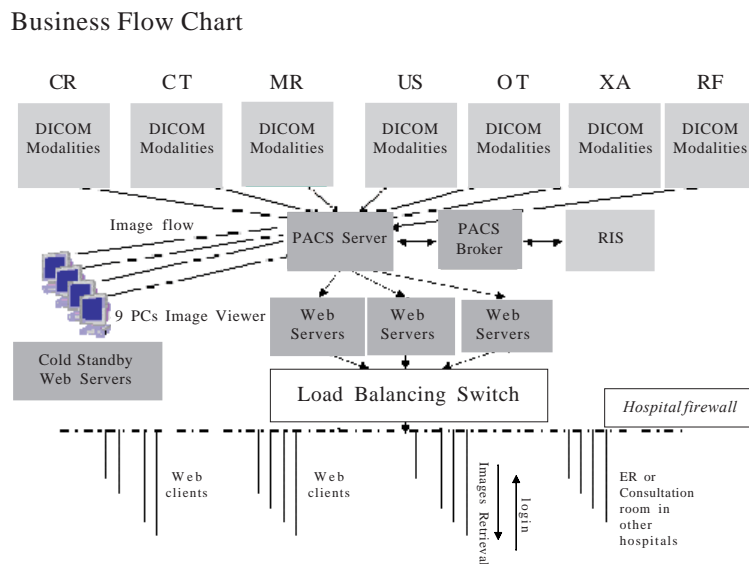 Business Flow Chart
CR CT MR US OT XA RF
DICOM Modalities
DICOM Modalities
DICOM Modalities
DICOM Modalities
DICOM Modalities
DICOM Modalities
DICOM Modalities
Image flow
PACS Server
PACS
Broker
RIS
9 PCs Image Viewer
Web
Servers
Web
Servers
Web
Servers
Cold Standby
Web Servers
Load Balancing Switch
Hospital firewall
Web
clients
Web
clients
Images Retrieval
login
ER or
Consultation
room in
other
hospitals